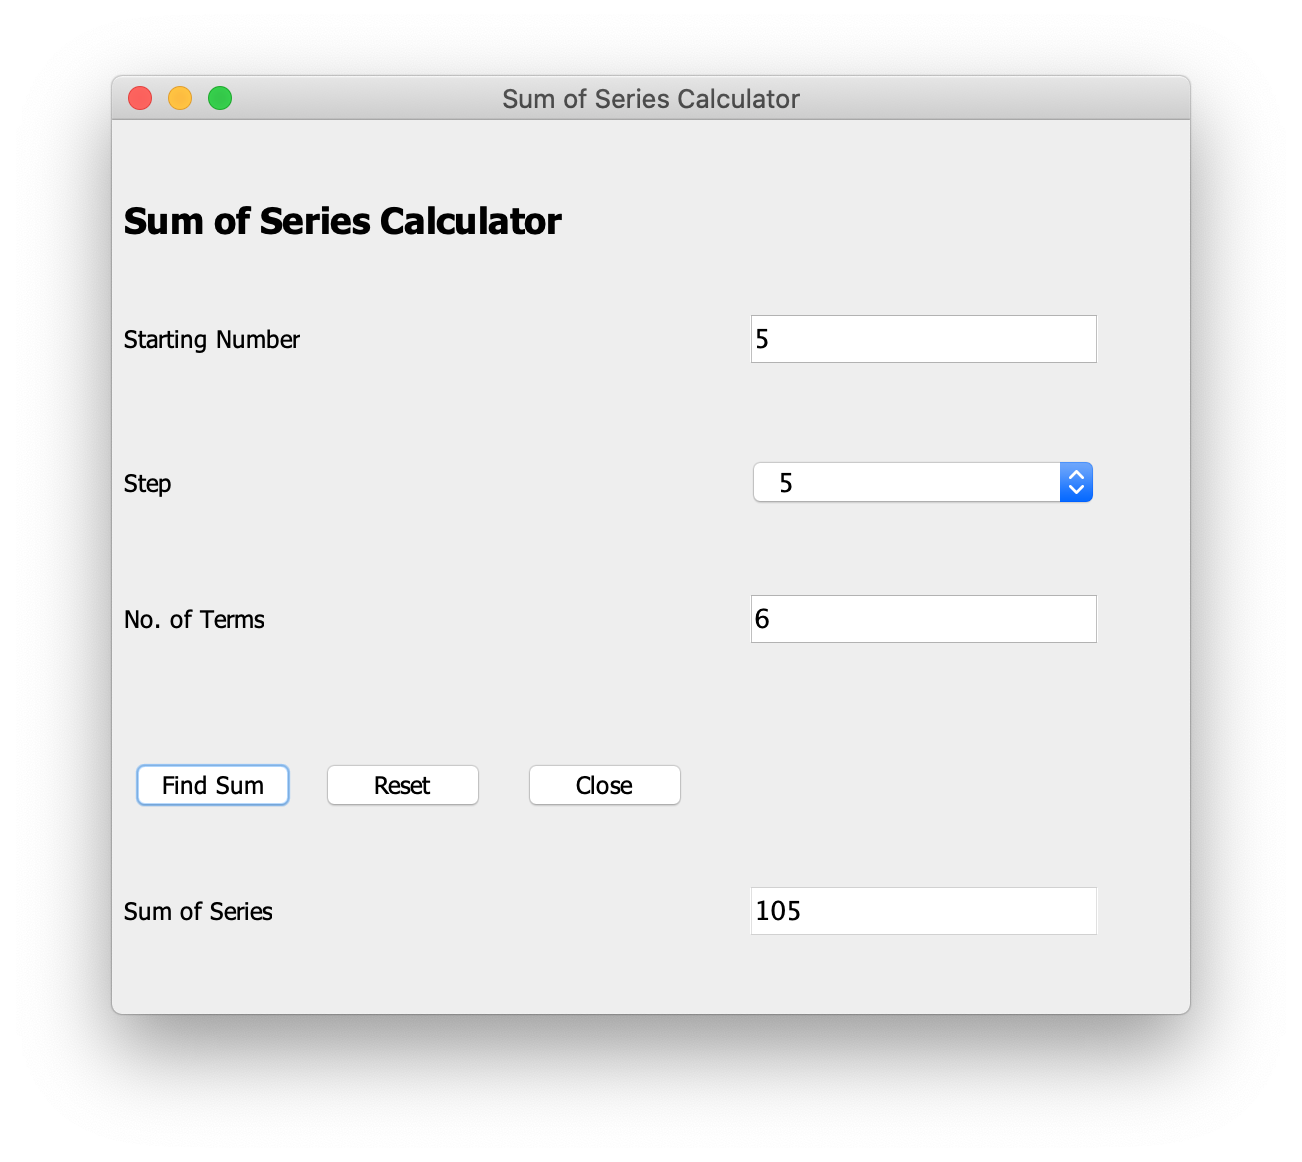 Sum of Series Calculator
Sum of Series Calculator
Starting Number 5
Step 5
No. of Terms 6
Find Sum Reset Close
Sum of Series 105